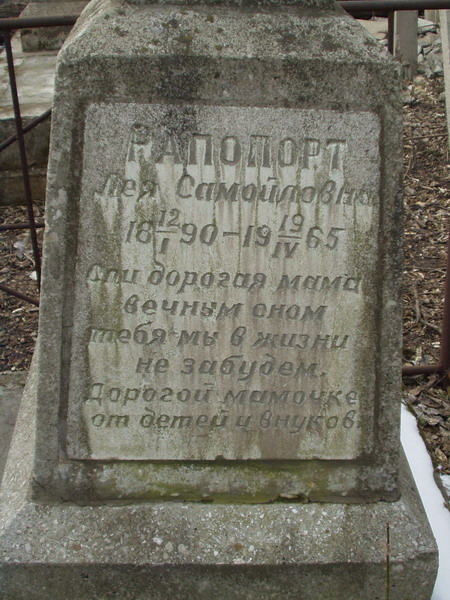 РАПОПОРТ
Лея Самойловна
18 12/I 90 – 19 19/IV 65
Спи дорогая мама
вечным сном
тебя мы в жизни
не забудем.
Дорогой мамочке
от детей и внуков.